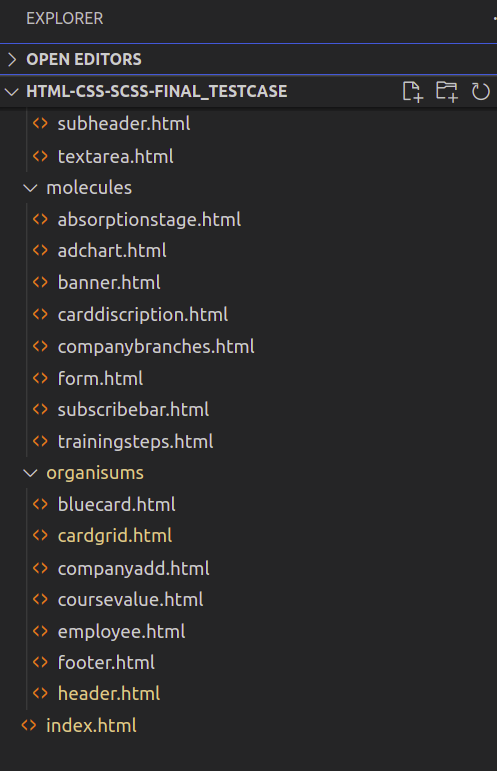 EXPLORER
OPEN EDITORS
HTML-CSS-SCSS-FINAL_TESTCASE
subheader.html
textarea.html
molecules
absorptionstage.html
adchart.html
banner.html
carddiscription.html
companybranches.html
form.html
subscribebar.html
trainingsteps.html
organisums
bluecard.html
cardgrid.html
companyadd.html
coursevalue.html
employee.html
footer.html
header.html
index.html